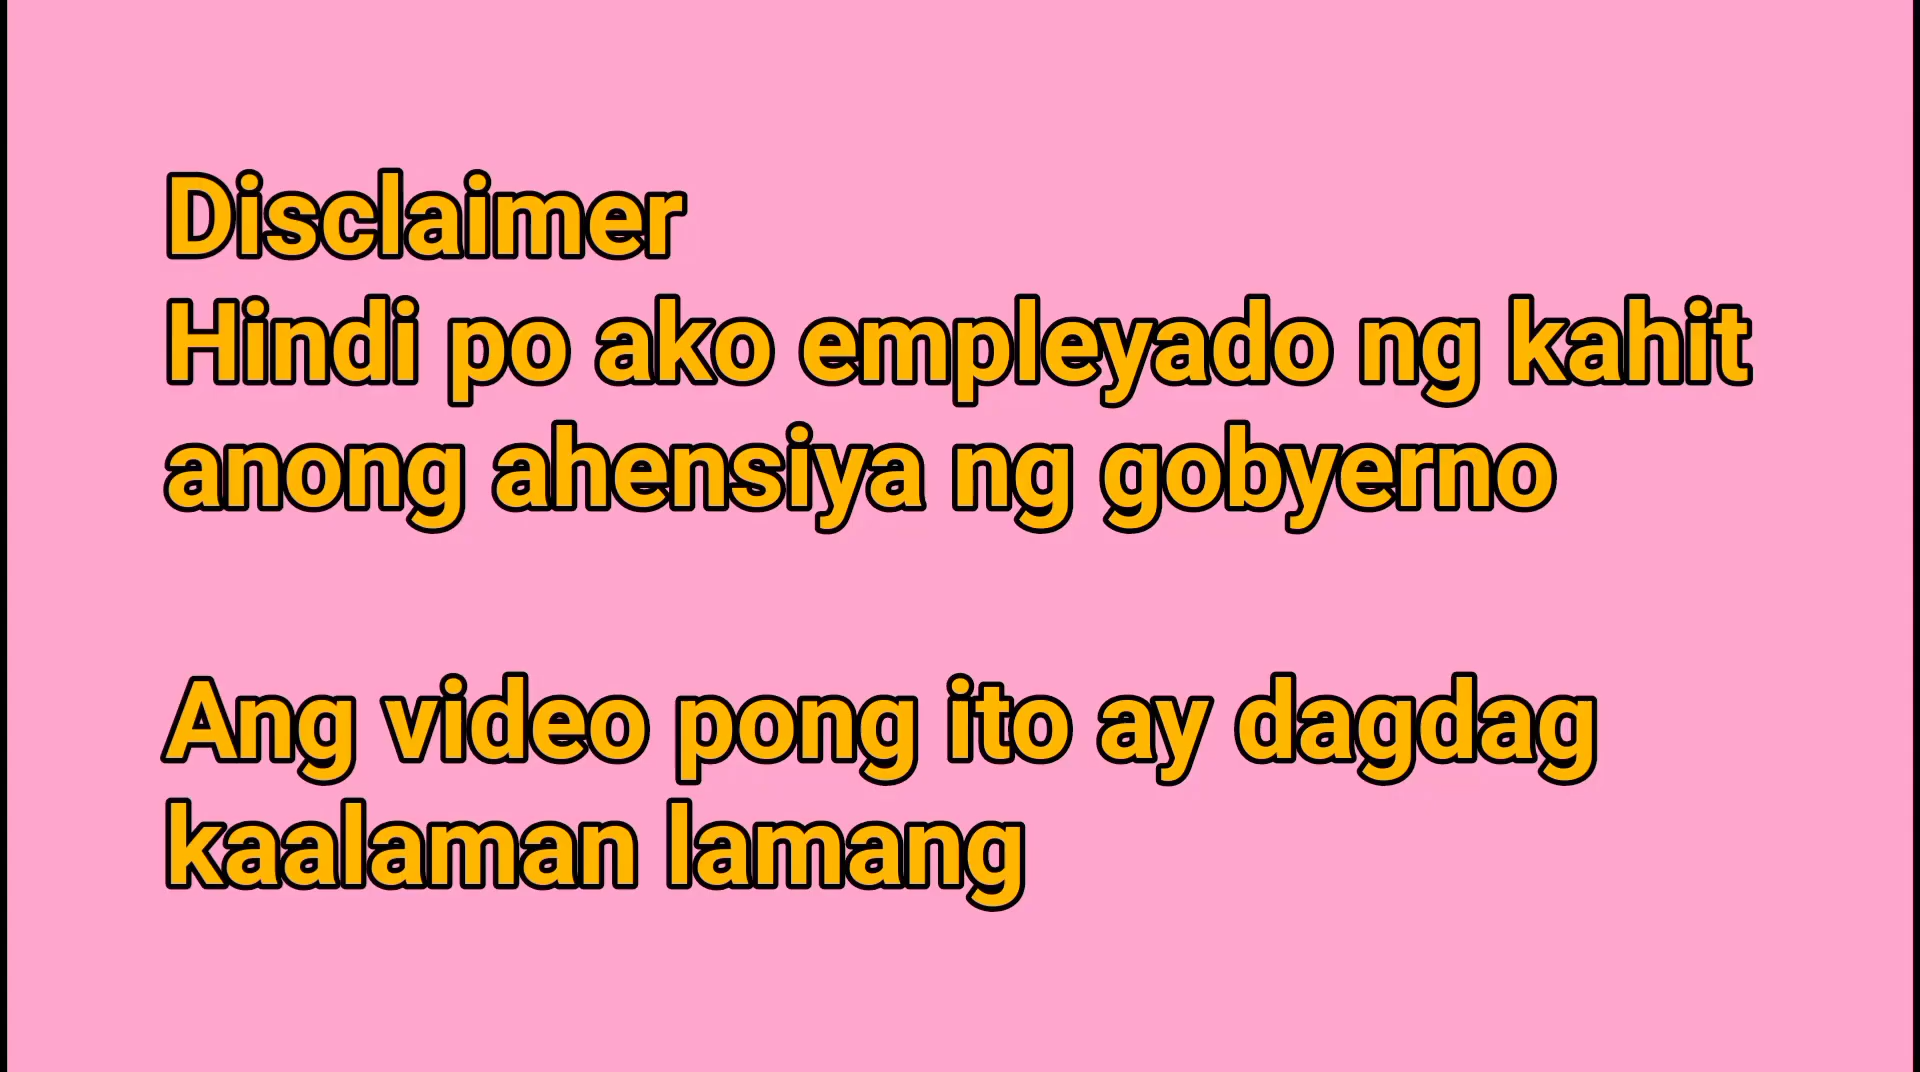 Disclaimer
Hindi po ako empleyado ng kahit
anong ahensiya ng gobyerno
Ang video pong ito ay dagdag
kaalaman lamang